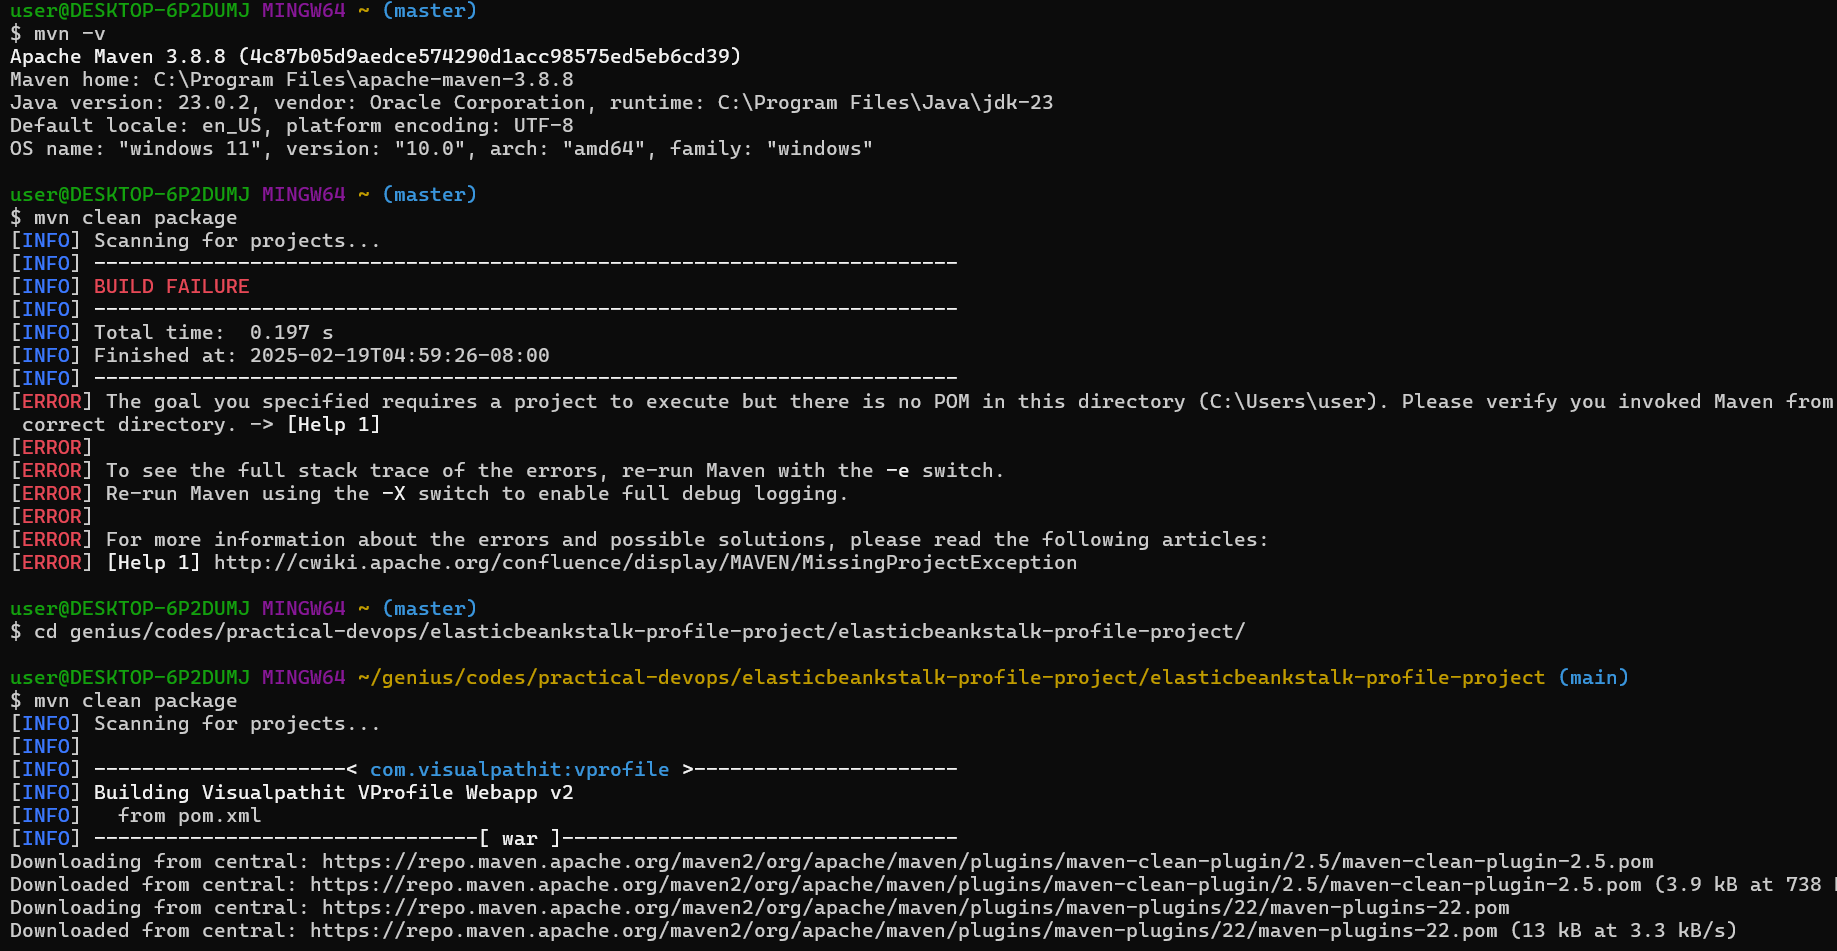 user@DESKTOP-6P2DUMJ MINGW64 ~ (master)
$ mvn -v
Apache Maven 3.8.8 (4c87b05d9aedce574290d1acc98575ed5eb6cd39)
Maven home: C:\Program Files\apache-maven-3.8.8
Java version: 23.0.2, vendor: Oracle Corporation, runtime: C:\Program Files\Java\jdk-23
Default locale: en_US, platform encoding: UTF-8
OS name: "windows 11", version: "10.0", arch: "amd64", family: "windows"

user@DESKTOP-6P2DUMJ MINGW64 ~ (master)
$ mvn clean package
[INFO] Scanning for projects...
[INFO] ------------------------------------------------------------------------
[INFO] BUILD FAILURE
[INFO] ------------------------------------------------------------------------
[INFO] Total time:  0.197 s
[INFO] Finished at: 2025-02-19T04:59:26-08:00
[INFO] ------------------------------------------------------------------------
[ERROR] The goal you specified requires a project to execute but there is no POM in this directory (C:\Users\user). Please verify you invoked Maven from
 correct directory. -> [Help 1]
[ERROR]
[ERROR] To see the full stack trace of the errors, re-run Maven with the -e switch.
[ERROR] Re-run Maven using the -X switch to enable full debug logging.
[ERROR]
[ERROR] For more information about the errors and possible solutions, please read the following articles:
[ERROR] [Help 1] http://cwiki.apache.org/confluence/display/MAVEN/MissingProjectException

user@DESKTOP-6P2DUMJ MINGW64 ~ (master)
$ cd genius/codes/practical-devops/elasticbeankstalk-profile-project/elasticbeankstalk-profile-project/

user@DESKTOP-6P2DUMJ MINGW64 ~/genius/codes/practical-devops/elasticbeankstalk-profile-project/elasticbeankstalk-profile-project (main)
$ mvn clean package
[INFO] Scanning for projects...
[INFO]
[INFO] ---------------------< com.visualpathit:vprofile >----------------------
[INFO] Building Visualpathit VProfile Webapp v2
[INFO]   from pom.xml
[INFO] --------------------------------[ war ]---------------------------------
Downloading from central: https://repo.maven.apache.org/maven2/org/apache/maven/plugins/maven-clean-plugin/2.5/maven-clean-plugin-2.5.pom
Downloaded from central: https://repo.maven.apache.org/maven2/org/apache/maven/plugins/maven-clean-plugin/2.5/maven-clean-plugin-2.5.pom (3.9 kB at 738
Downloading from central: https://repo.maven.apache.org/maven2/org/apache/maven/plugins/maven-plugins/22/maven-plugins-22.pom
Downloaded from central: https://repo.maven.apache.org/maven2/org/apache/maven/plugins/maven-plugins/22/maven-plugins-22.pom (13 kB at 3.3 kB/s)